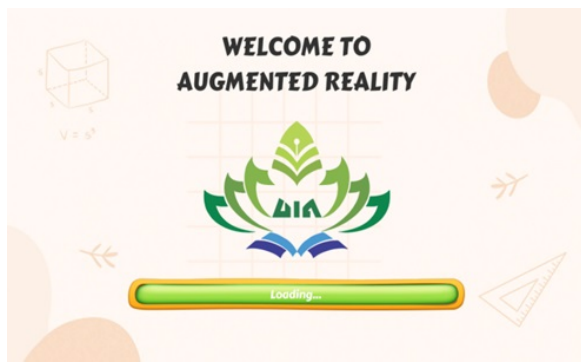 WELCOME TO
AUGMENTED REALITY
V = s³
UIN
Loading...